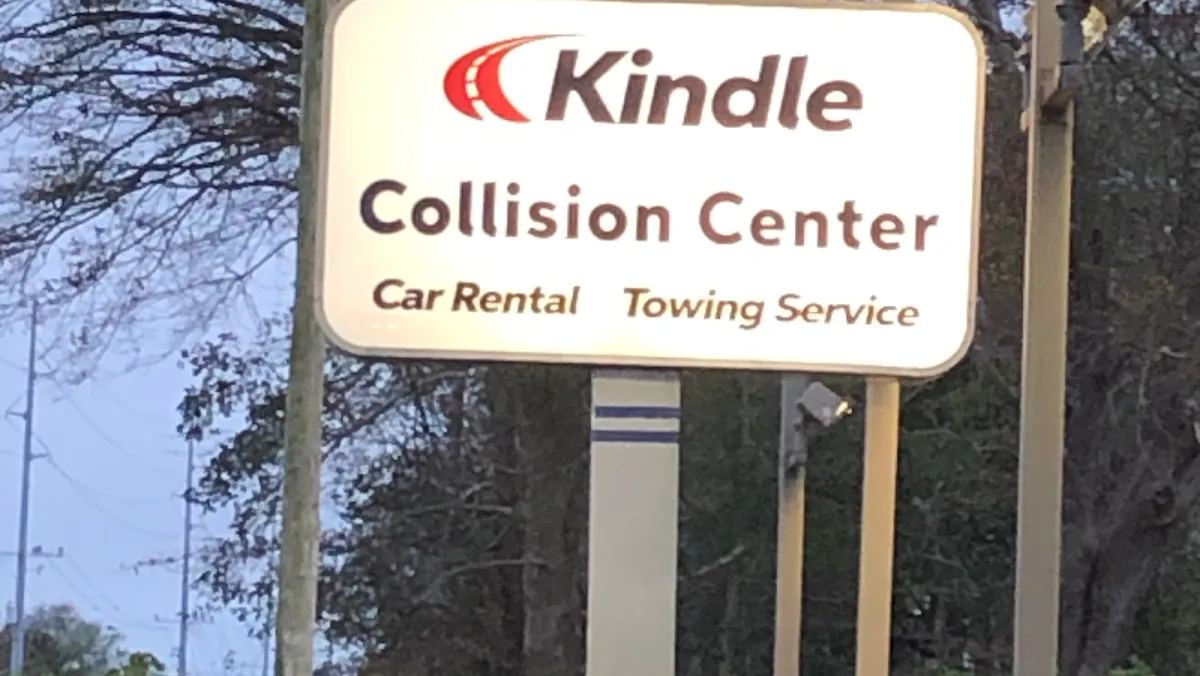 Kindle
Collision Center
Car Rental Towing Service